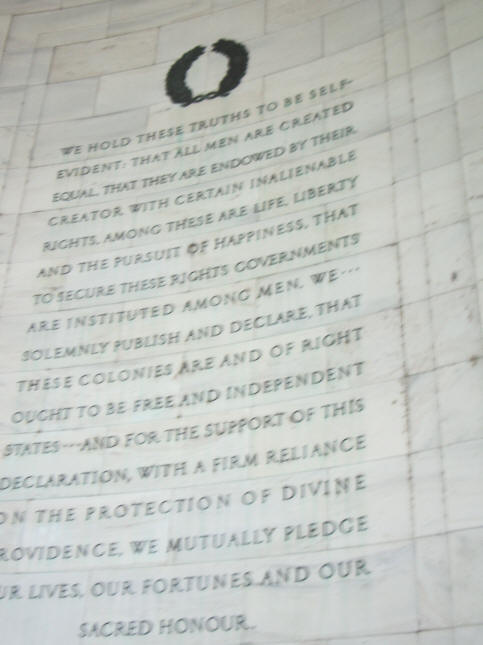 WE HOLD THESE TRUTHS TO BE SELF-
EVIDENT: THAT ALL MEN ARE CREATED
EQUAL, THAT THEY ARE ENDOWED BY THEIR
CREATOR WITH CERTAIN INALIENABLE
RIGHTS, AMONG THESE ARE LIFE, LIBERTY
AND THE PURSUIT OF HAPPINESS, THAT
TO SECURE THESE RIGHTS GOVERNMENTS
ARE INSTITUTED AMONG MEN. WE···
SOLEMNLY PUBLISH AND DECLARE, THAT
THESE COLONIES ARE AND OF RIGHT
OUGHT TO BE FREE AND INDEPENDENT
STATES···AND FOR THE SUPPORT OF THIS
DECLARATION, WITH A FIRM RELIANCE
ON THE PROTECTION OF DIVINE
ROVIDENCE, WE MUTUALLY PLEDGE
UR LIVES, OUR FORTUNES AND OUR
SACRED HONOUR.